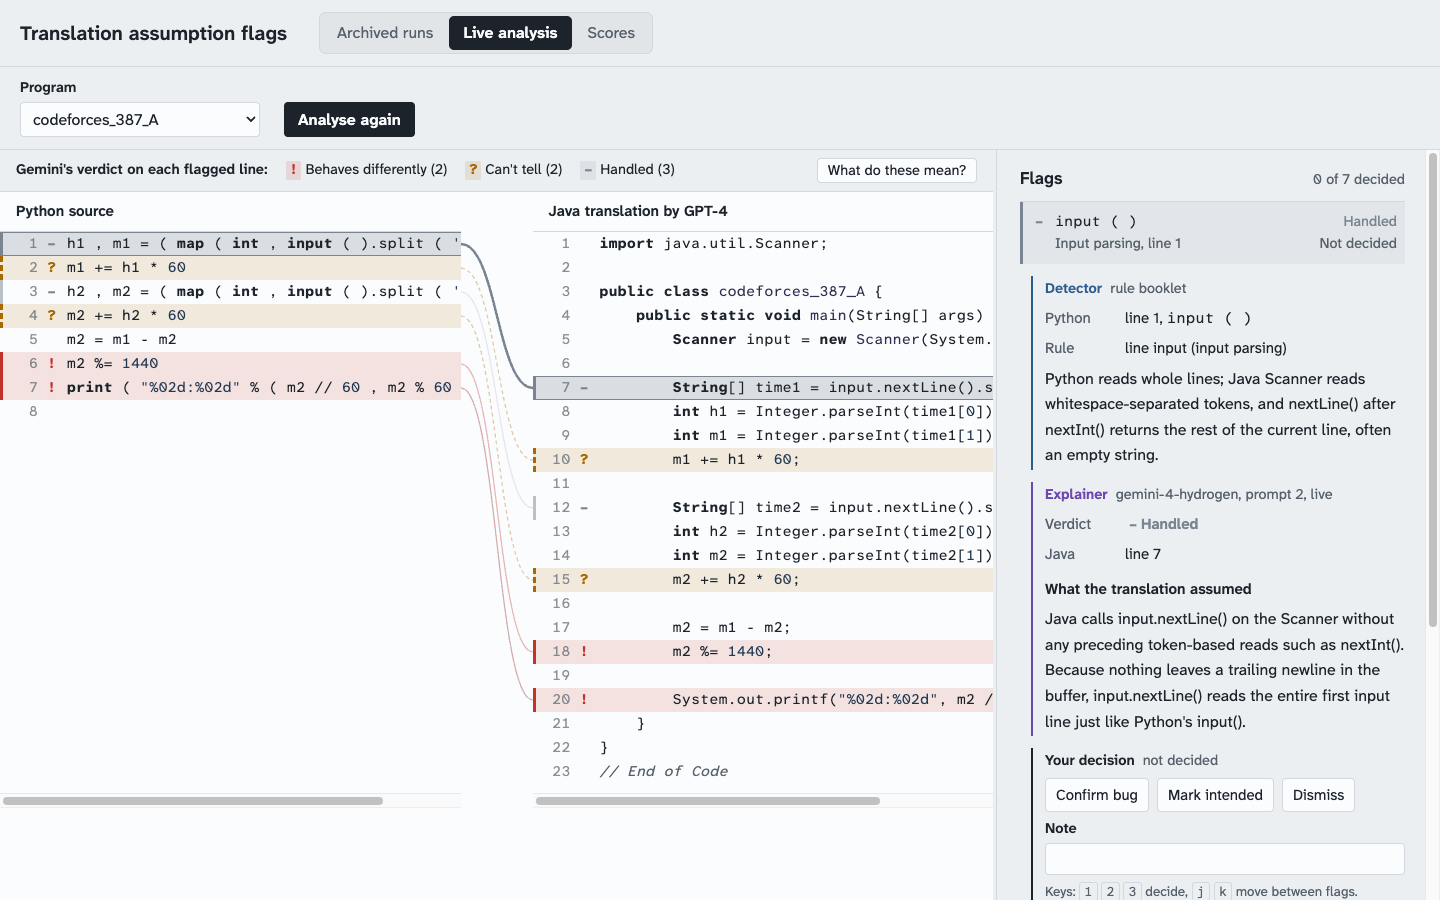 Translation assumption flags
Archived runs
Live analysis
Scores
Program
codeforces_387_A
Analyse again
Gemini's verdict on each flagged line:
! Behaves differently (2)
? Can't tell (2)
– Handled (3)
What do these mean?
Python source
1 – h1 , m1 = ( map ( int , input ( ).split ( '
2 ? m1 += h1 * 60
3 – h2 , m2 = ( map ( int , input ( ).split ( '
4 ? m2 += h2 * 60
5 m2 = m1 - m2
6 ! m2 %= 1440
7 ! print ( "%02d:%02d" % ( m2 // 60 , m2 % 60
8
Java translation by GPT-4
1 import java.util.Scanner;
2
3 public class codeforces_387_A {
4 public static void main(String[] args)
5 Scanner input = new Scanner(System.
6
7 – String[] time1 = input.nextLine().s
8 int h1 = Integer.parseInt(time1[0])
9 int m1 = Integer.parseInt(time1[1])
10 ? m1 += h1 * 60;
11
12 – String[] time2 = input.nextLine().s
13 int h2 = Integer.parseInt(time2[0])
14 int m2 = Integer.parseInt(time2[1])
15 ? m2 += h2 * 60;
16
17 m2 = m1 - m2;
18 ! m2 %= 1440;
19
20 ! System.out.printf("%02d:%02d", m2 /
21 }
22 }
23 // End of Code
Flags
0 of 7 decided
– input ( ) Handled
Input parsing, line 1 Not decided
Detector rule booklet
Python line 1, input ( )
Rule line input (input parsing)
Python reads whole lines; Java Scanner reads
whitespace-separated tokens, and nextLine() after
nextInt() returns the rest of the current line, often
an empty string.
Explainer gemini-4-hydrogen, prompt 2, live
Verdict – Handled
Java line 7
What the translation assumed
Java calls input.nextLine() on the Scanner without
any preceding token-based reads such as nextInt().
Because nothing leaves a trailing newline in the
buffer, input.nextLine() reads the entire first input
line just like Python's input().
Your decision not decided
Confirm bug
Mark intended
Dismiss
Note
Keys: 1 2 3 decide, j k move between flags.